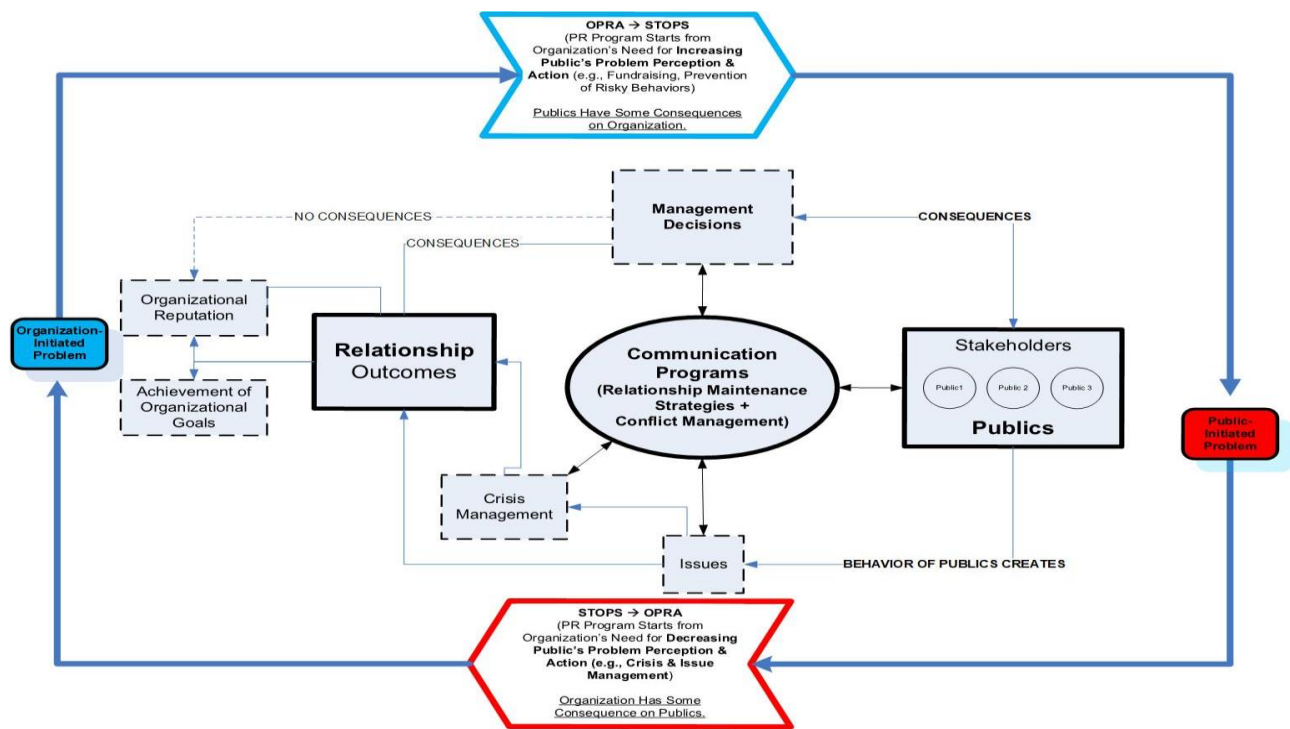 OPRA → STOPS
(PR Program Starts from
Organization's Need for Increasing
Public's Problem Perception &
Action (e.g., Fundraising, Prevention
of Risky Behaviors)
Publics Have Some Consequences
on Organization.
Management
Decisions
NO CONSEQUENCES
CONSEQUENCES
CONSEQUENCES
Organizational
Reputation
Organization-
Initiated
Problem
Achievement of
Organizational
Goals
Relationship
Outcomes
Communication
Programs
(Relationship Maintenance
Strategies +
Conflict Management)
Stakeholders
Public1
Public 2
Public 3
Publics
Public-
Initiated
Problem
Crisis
Management
Issues
BEHAVIOR OF PUBLICS CREATES
STOPS → OPRA
(PR Program Starts from
Organization's Need for Decreasing
Public's Problem Perception &
Action (e.g., Crisis & Issue
Management)
Organization Has Some
Consequence on Publics.